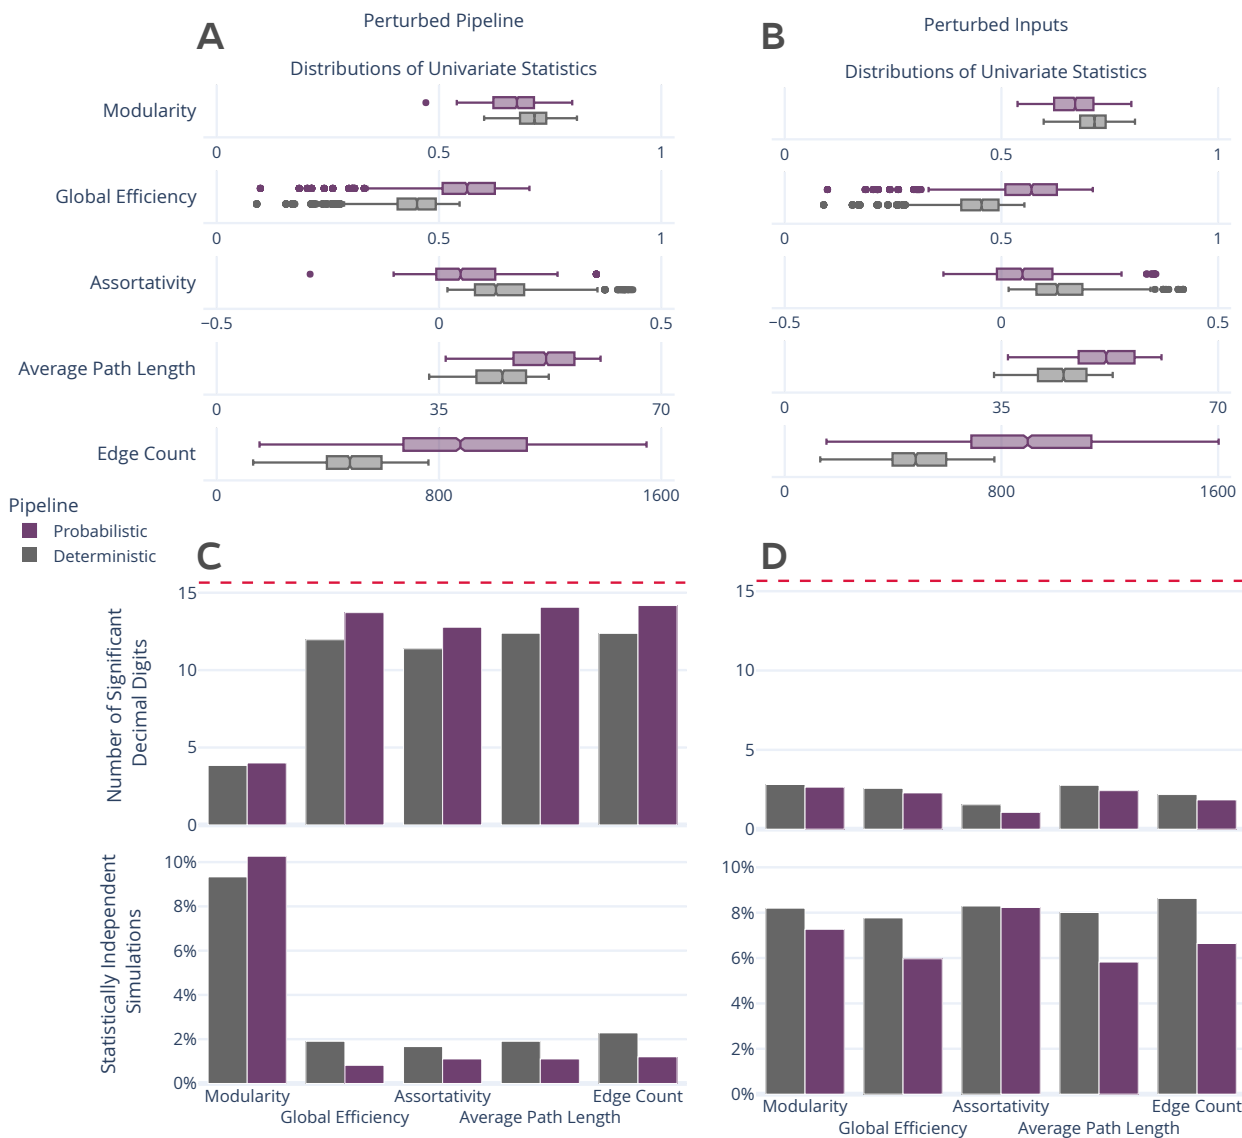 A
Perturbed Pipeline
B
Perturbed Inputs
Distributions of Univariate Statistics
Distributions of Univariate Statistics
Modularity
0
0.5
1
0
0.5
1
Global Efficiency
0
0.5
1
0
0.5
1
Assortativity
−0.5
0
0.5
−0.5
0
0.5
Average Path Length
0
35
70
0
35
70
Edge Count
0
800
1600
0
800
1600
Pipeline
Probabilistic
Deterministic
C
D
Number of Significant
Decimal Digits
15
10
5
0
15
10
5
0
Statistically Independent
Simulations
10%
8%
6%
4%
2%
0%
10%
8%
6%
4%
2%
0%
Modularity
Global Efficiency
Assortativity
Average Path Length
Edge Count
Modularity
Global Efficiency
Assortativity
Average Path Length
Edge Count